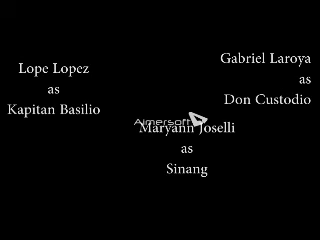 Lope Lopez
as
Kapitan Basilio
Gabriel Laroya
as
Don Custodio
Aimersoft
Maryann Joselli
as
Sinang